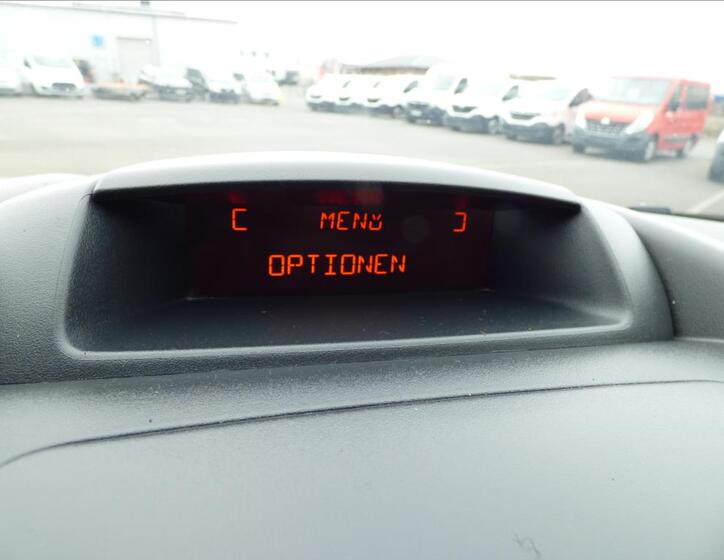 [ MENÜ ]
OPTIONEN